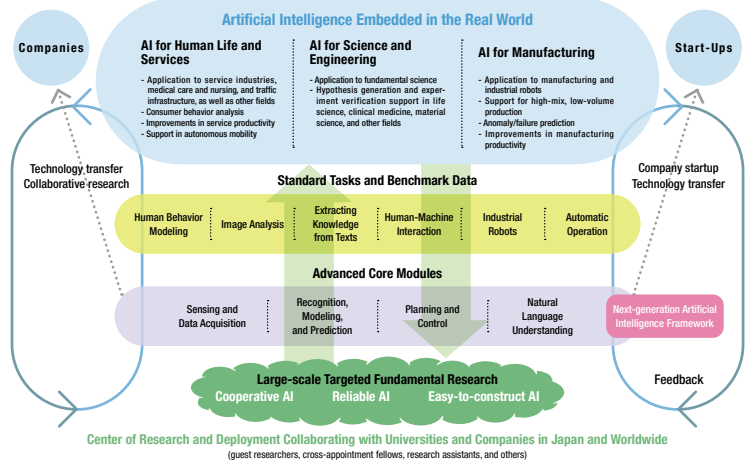 Artificial Intelligence Embedded in the Real World
Companies
Start-Ups
AI for Human Life and
Services
- Application to service industries,
medical care and nursing, and traffic
infrastructure, as well as other fields
- Consumer behavior analysis
- Improvements in service productivity
- Support in autonomous mobility
AI for Science and
Engineering
- Application to fundamental science
- Hypothesis generation and exper-
iment verification support in life
science, clinical medicine, material
science, and other fields
AI for Manufacturing
- Application to manufacturing and
industrial robots
- Support for high-mix, low-volume
production
- Anomaly/failure prediction
- Improvements in manufacturing
productivity
Technology transfer
Collaborative research
Company startup
Technology transfer
Standard Tasks and Benchmark Data
Human Behavior
Modeling
Image Analysis
Extracting
Knowledge
from Texts
Human-Machine
Interaction
Industrial
Robots
Automatic
Operation
Advanced Core Modules
Sensing and
Data Acquisition
Recognition,
Modeling,
and Prediction
Planning and
Control
Natural
Language
Understanding
Next-generation Artificial
Intelligence Framework
Large-scale Targeted Fundamental Research
Cooperative AI
Reliable AI
Easy-to-construct AI
Feedback
Center of Research and Deployment Collaborating with Universities and Companies in Japan and Worldwide
(guest researchers, cross-appointment fellows, research assistants, and others)